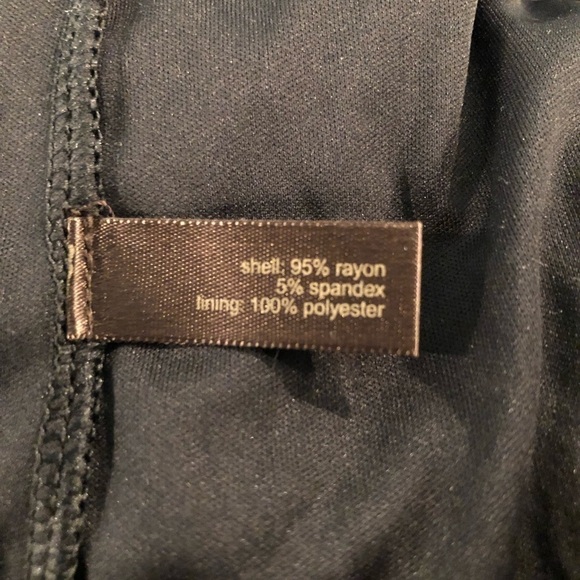 shell: 95% rayon
5% spandex
lining: 100% polyester